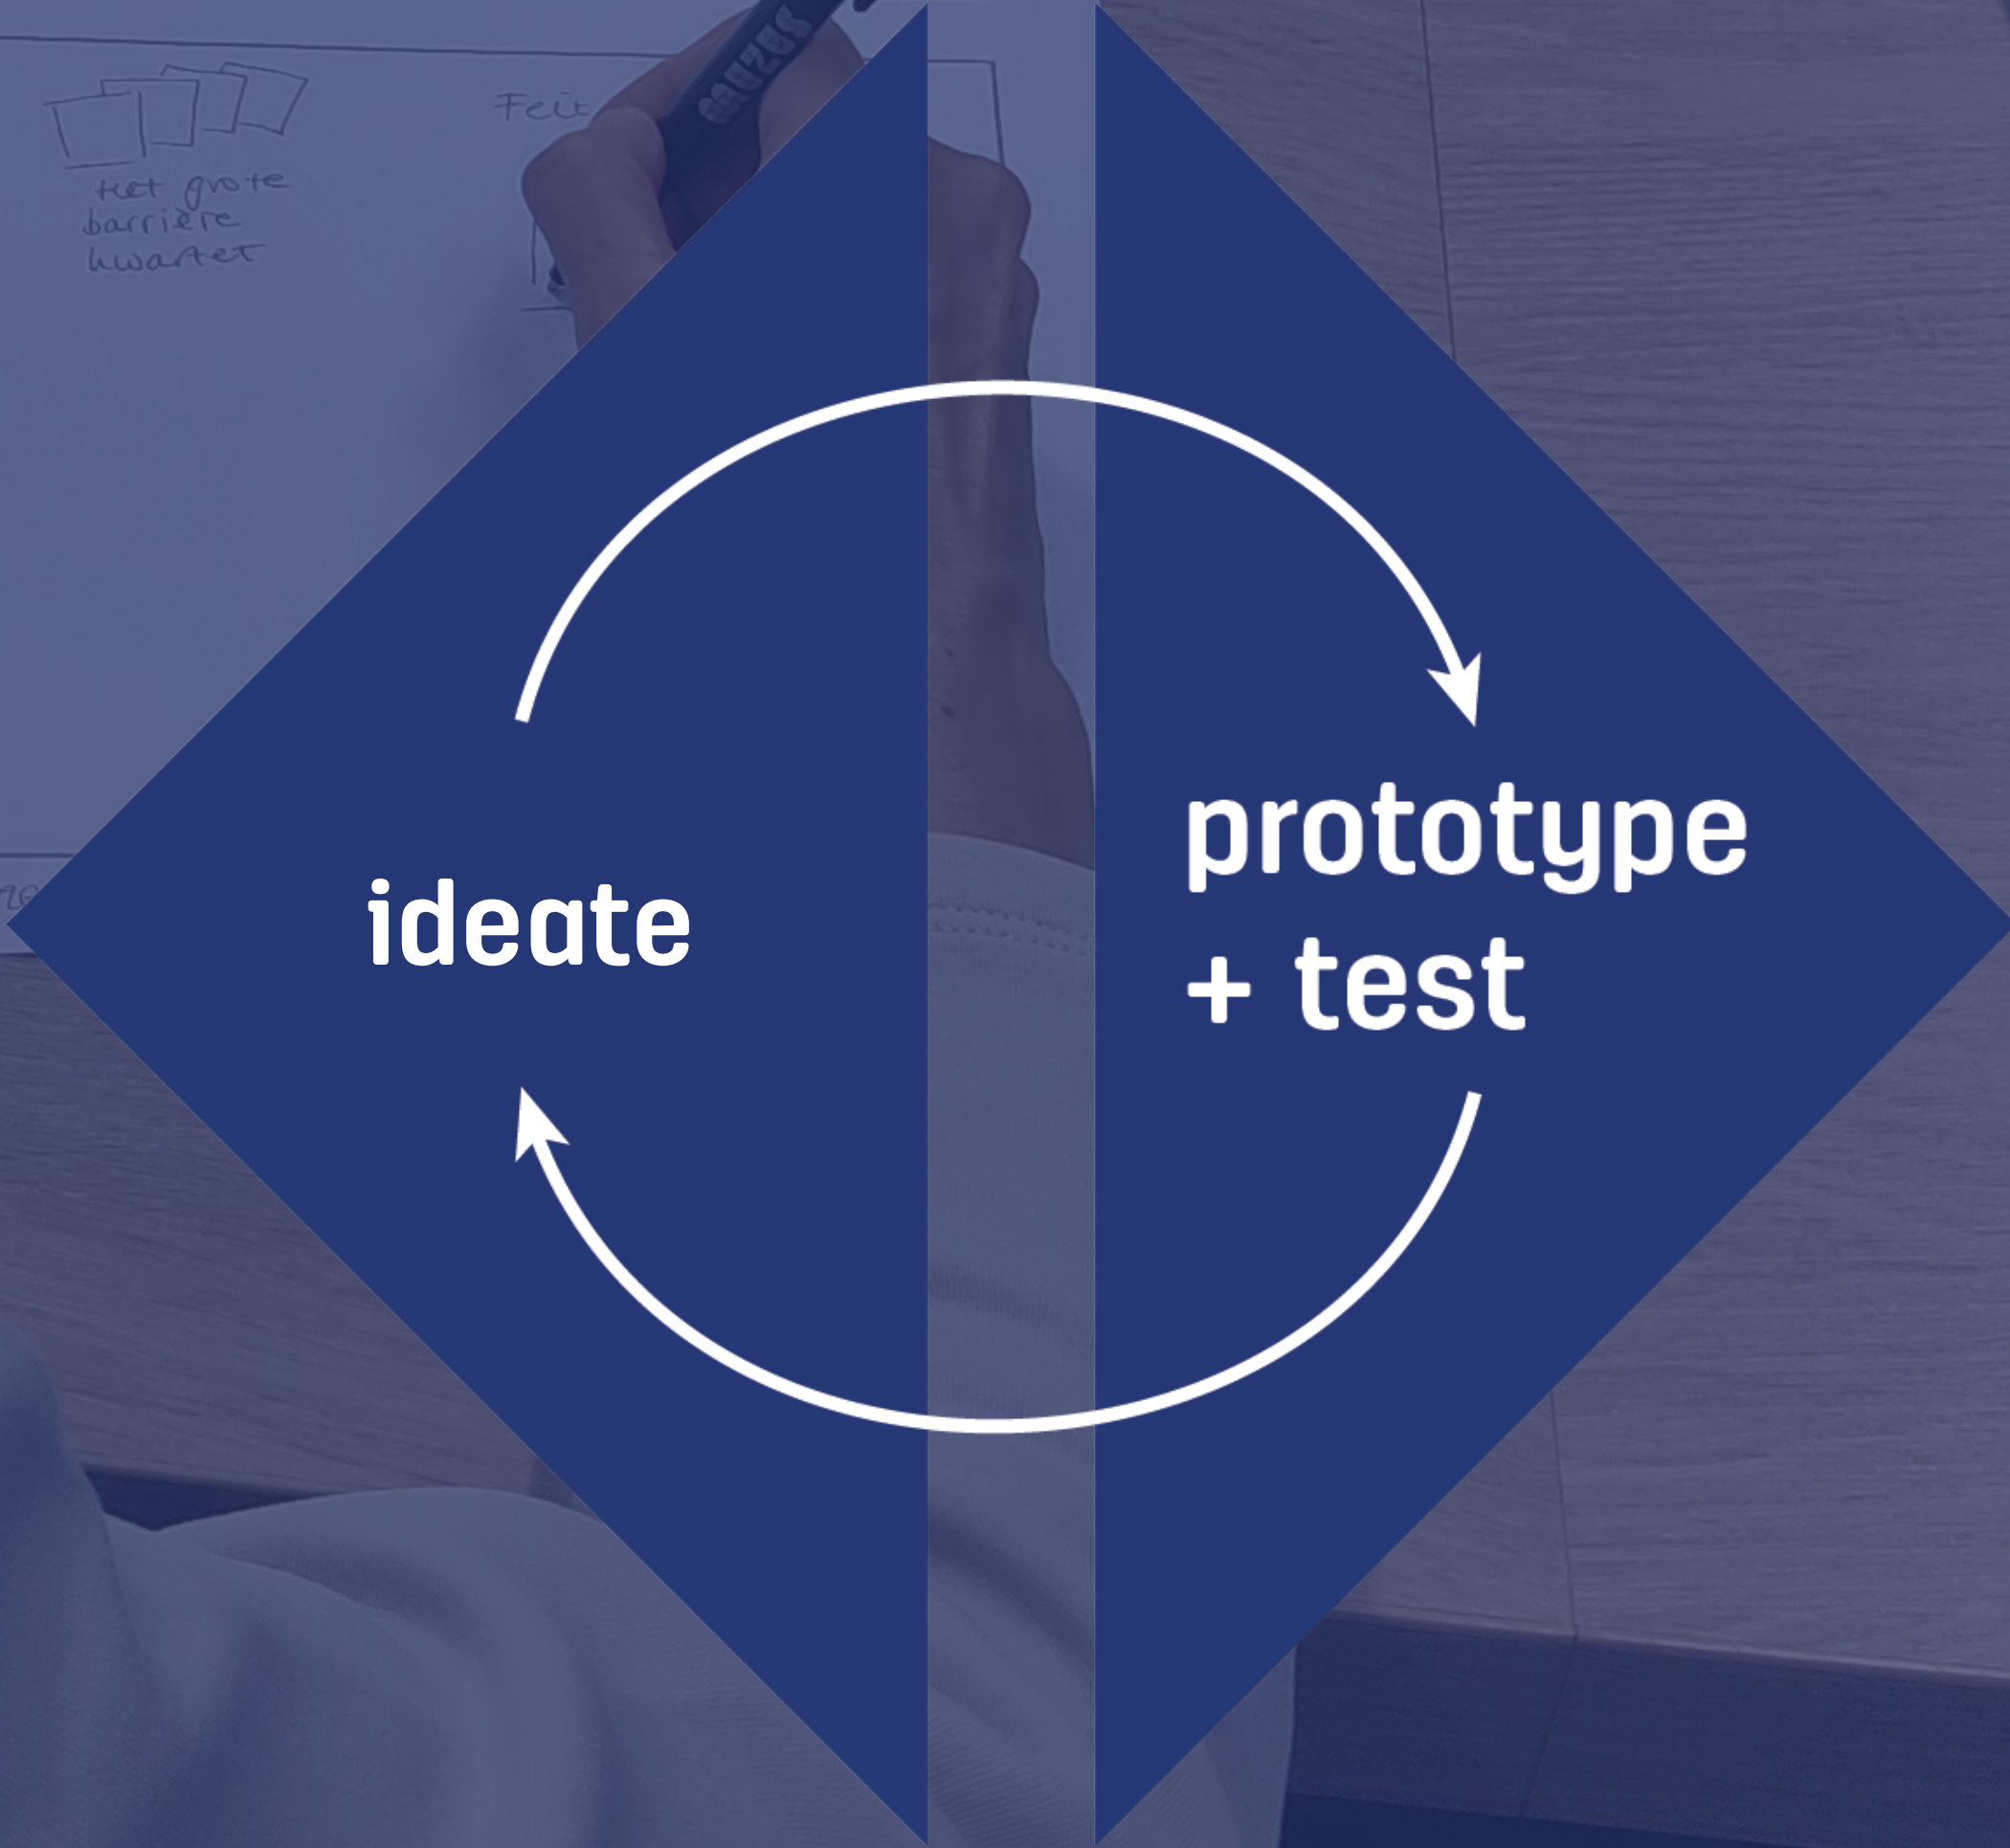 Feit
Het grote
barrière
kwartet
ideate
prototype
+ test